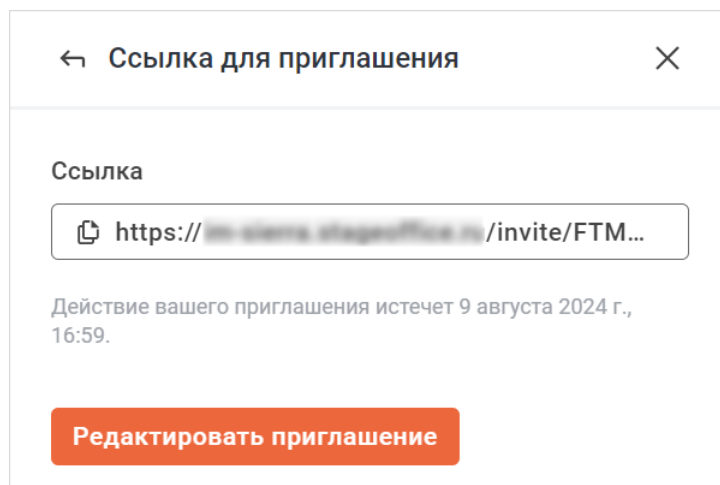 Ссылка для приглашения
Ссылка
https:// /invite/FTM...
Действие вашего приглашения истечет 9 августа 2024 г.,
16:59.
Редактировать приглашение